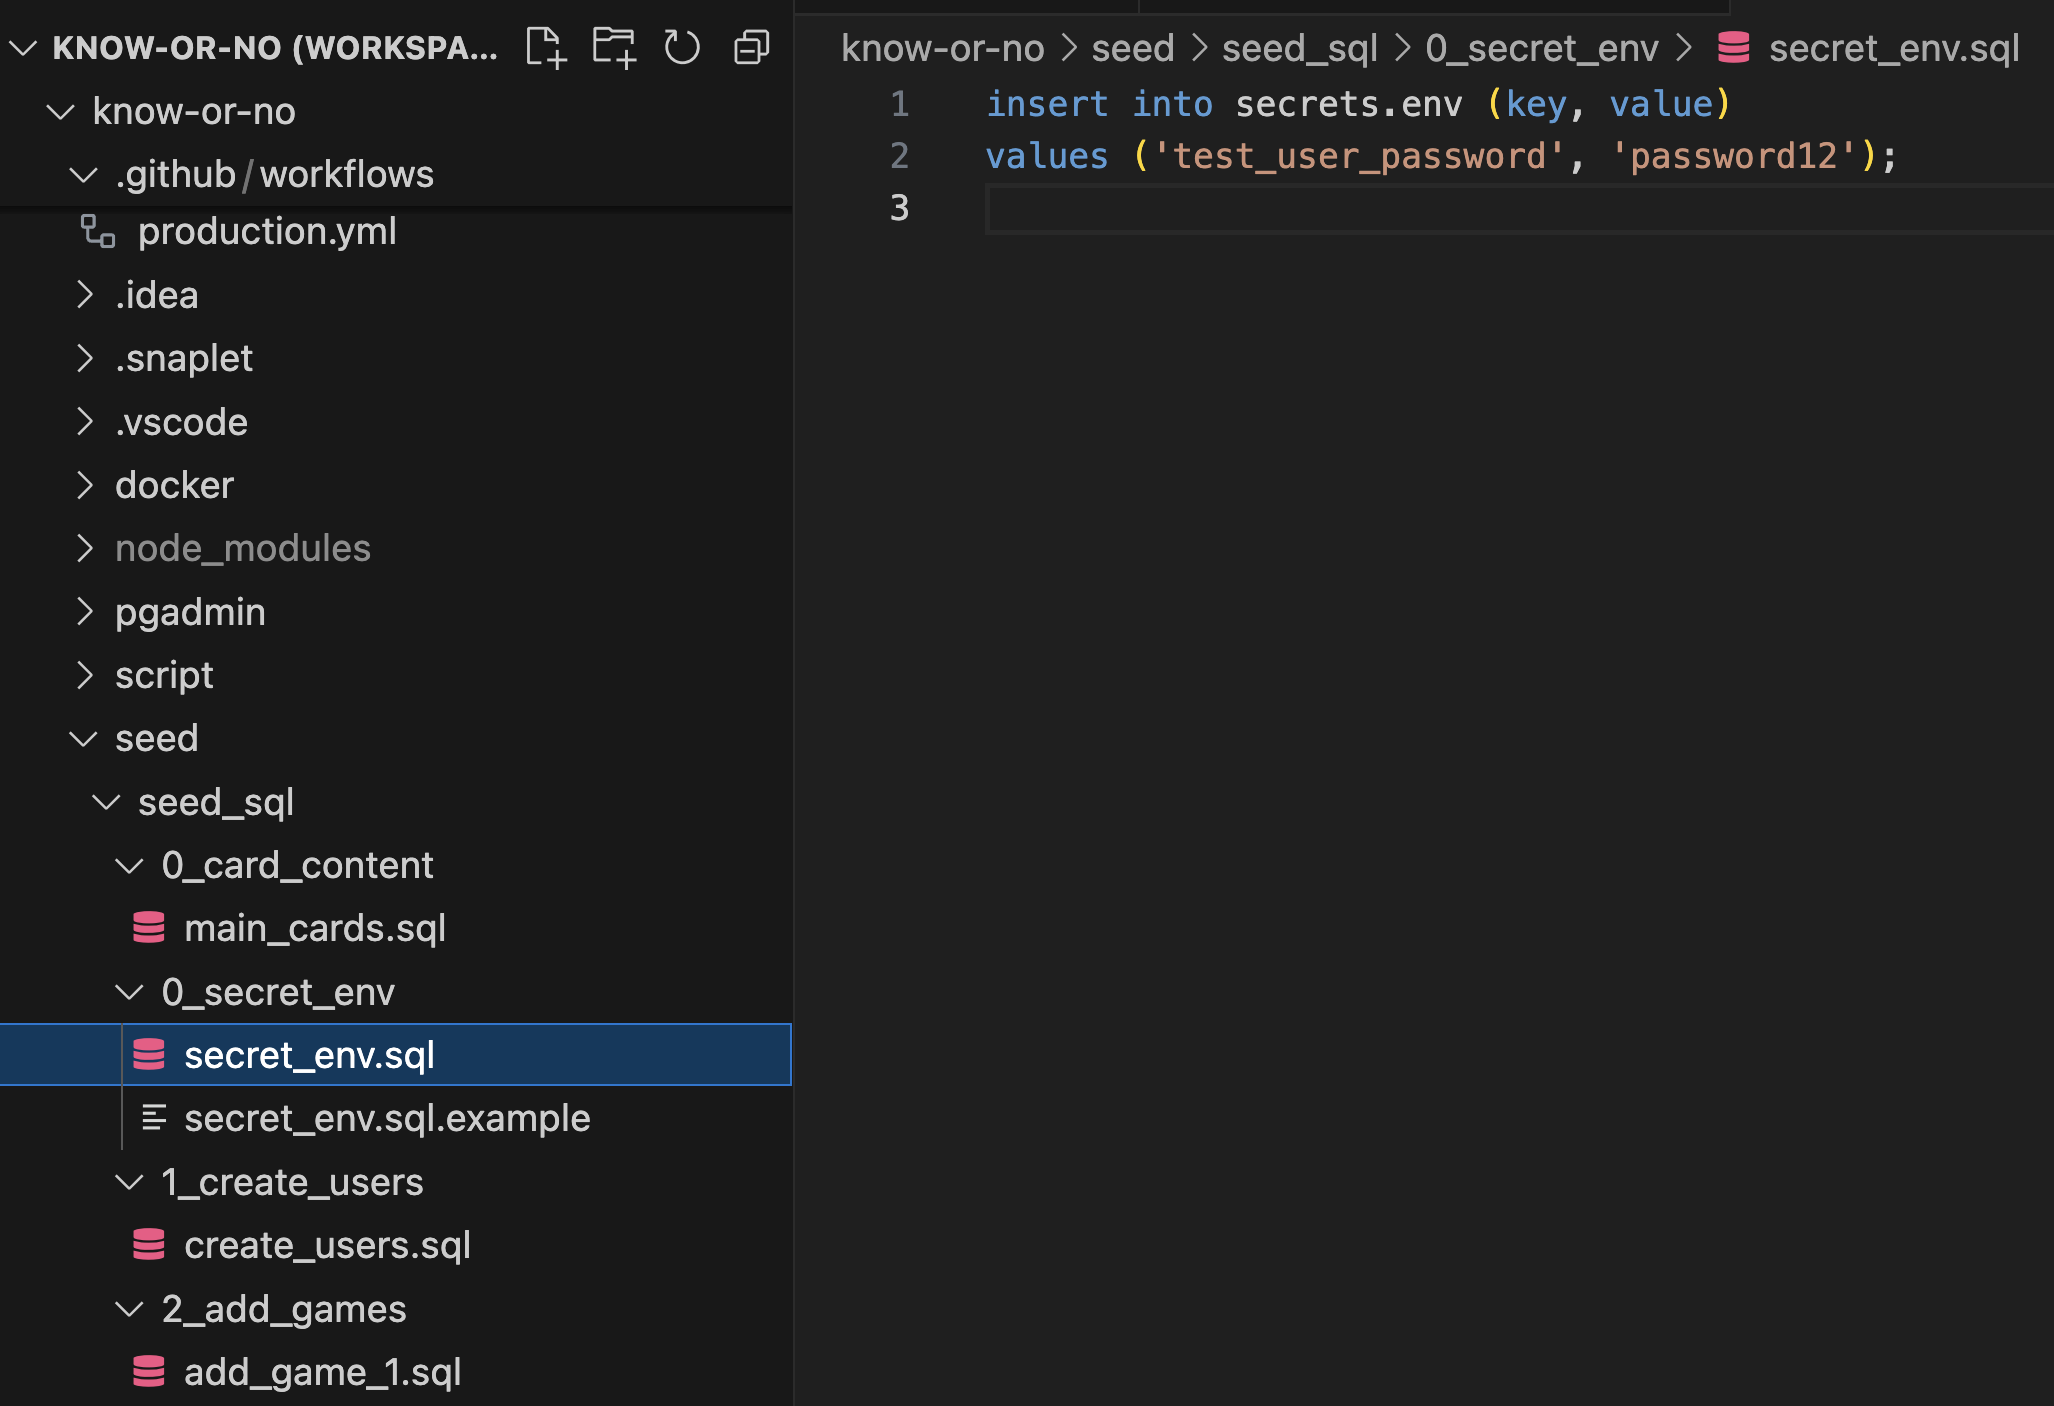 KNOW-OR-NO (WORKSPA...
know-or-no
.github/workflows
production.yml
.idea
.snaplet
.vscode
docker
node_modules
pgadmin
script
seed
seed_sql
0_card_content
main_cards.sql
0_secret_env
secret_env.sql
secret_env.sql.example
1_create_users
create_users.sql
2_add_games
add_game_1.sql
know-or-no > seed > seed_sql > 0_secret_env > secret_env.sql
1 insert into secrets.env (key, value)
2 values ('test_user_password', 'password12');
3